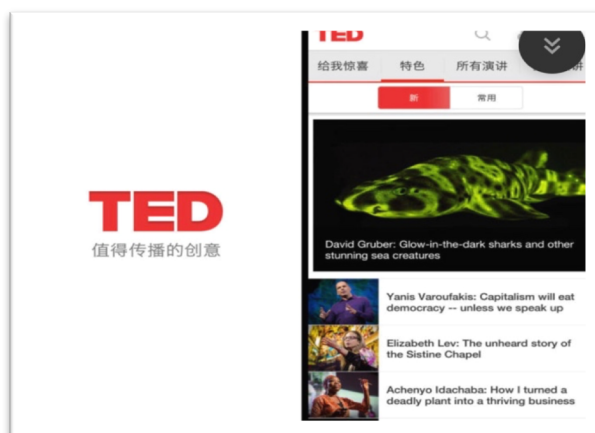 TED
值得传播的创意
TED
给我惊喜
特色
所有演讲
讲
新
常用
David Gruber: Glow-in-the-dark sharks and other
stunning sea creatures
Yanis Varoufakis: Capitalism will eat
democracy -- unless we speak up
Elizabeth Lev: The unheard story of
the Sistine Chapel
Achenyo Idachaba: How I turned a
deadly plant into a thriving business